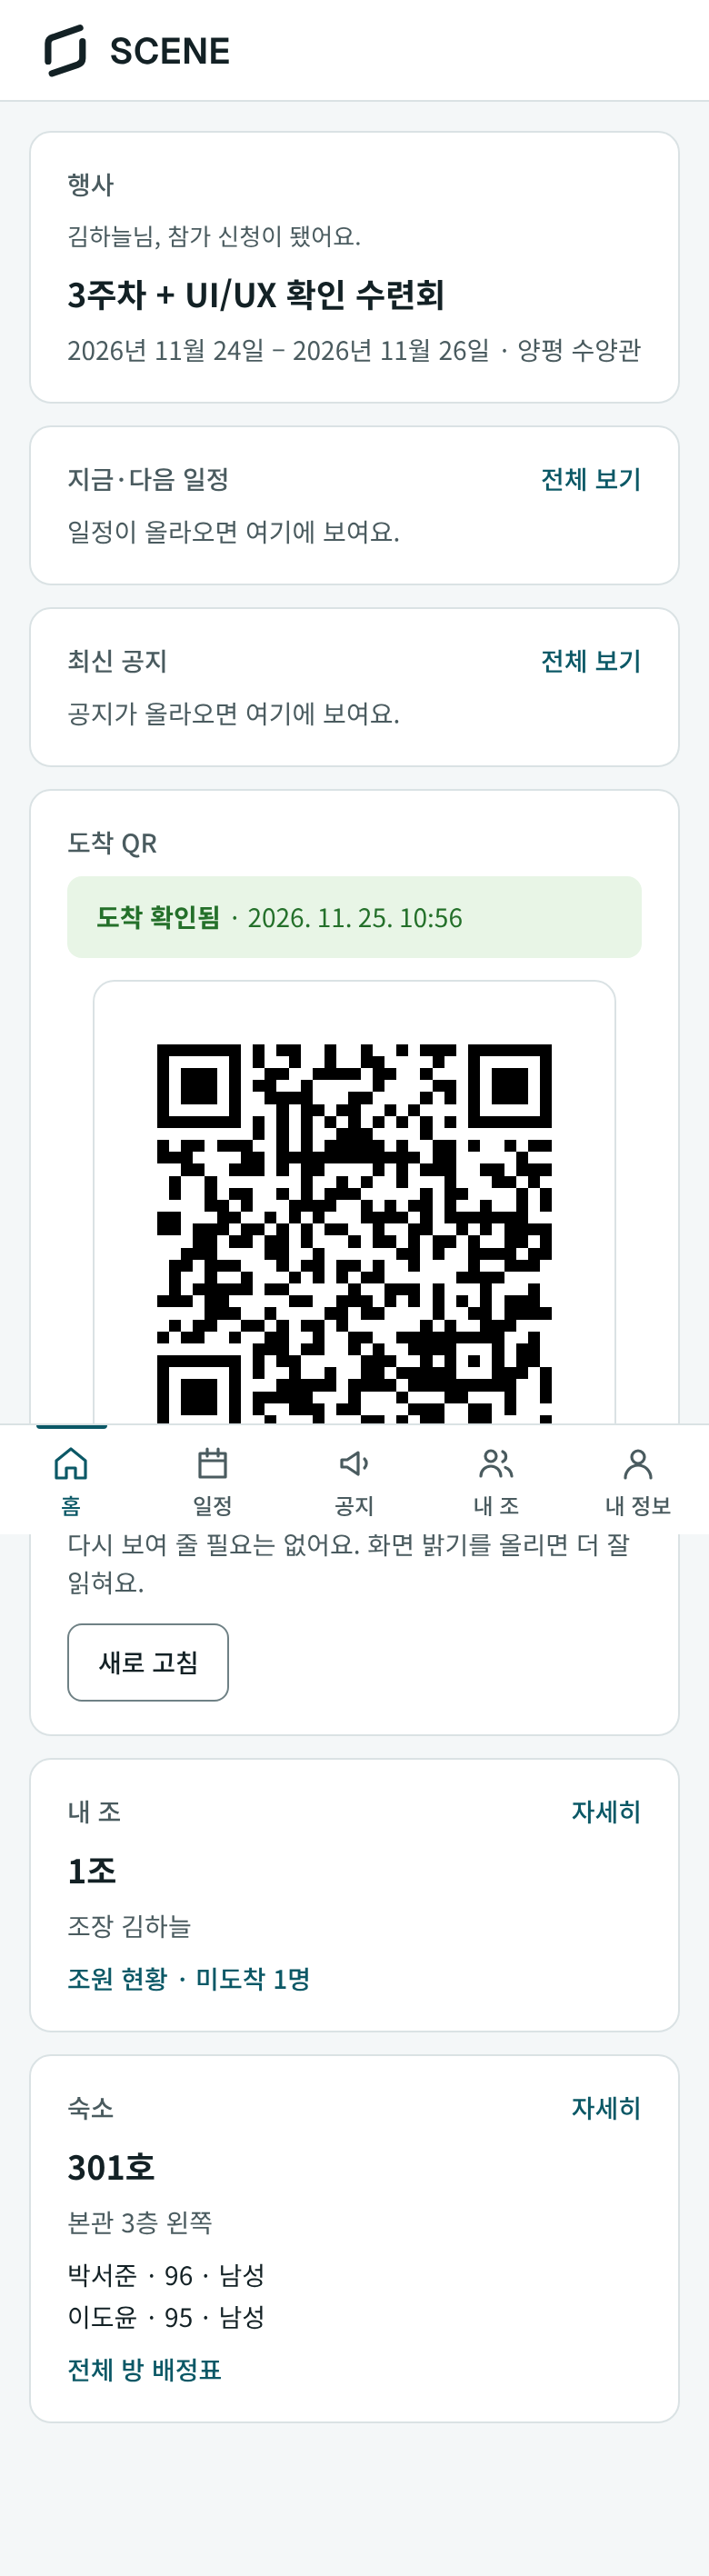 SCENE
행사
김하늘님, 참가 신청이 됐어요.
3주차 + UI/UX 확인 수련회
2026년 11월 24일 – 2026년 11월 26일 · 양평 수양관
지금·다음 일정 전체 보기
일정이 올라오면 여기에 보여요.
최신 공지 전체 보기
공지가 올라오면 여기에 보여요.
도착 QR
도착 확인됨 · 2026. 11. 25. 10:56
홈 일정 공지 내 조 내 정보
다시 보여 줄 필요는 없어요. 화면 밝기를 올리면 더 잘
읽혀요.
새로 고침
내 조 자세히
1조
조장 김하늘
조원 현황 · 미도착 1명
숙소 자세히
301호
본관 3층 왼쪽
박서준 · 96 · 남성
이도윤 · 95 · 남성
전체 방 배정표